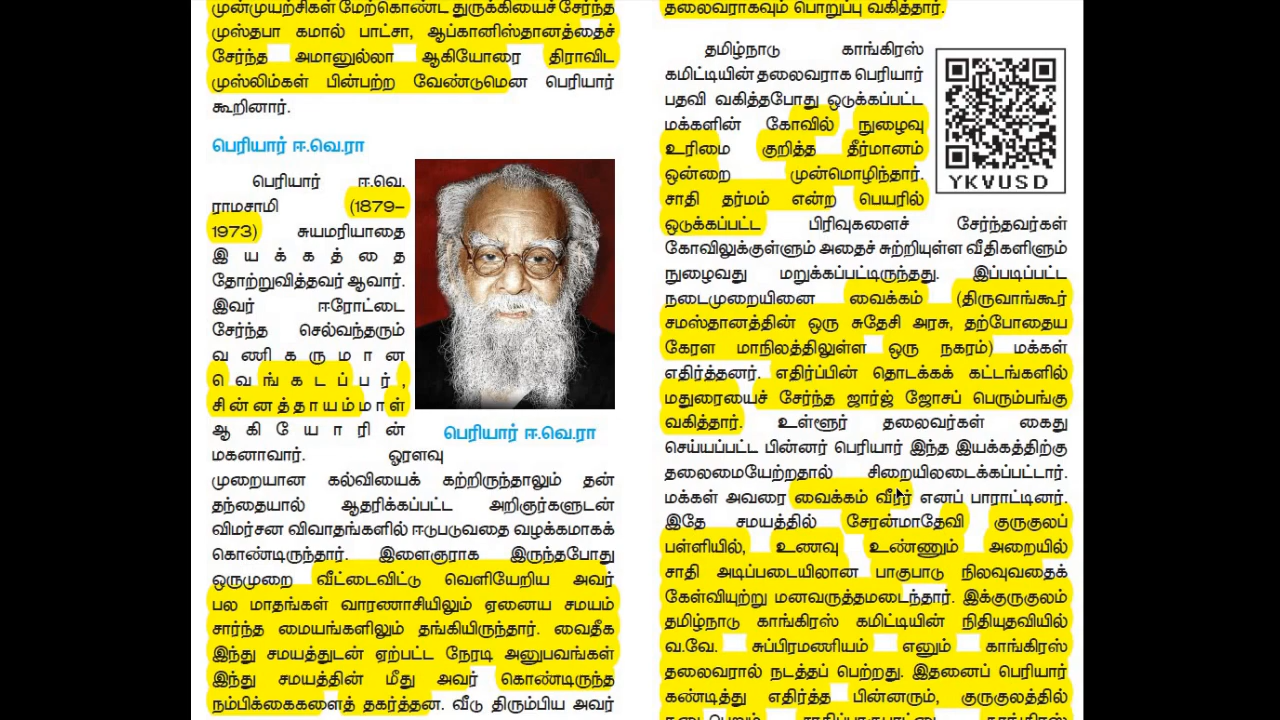 முன்முயற்சிகள் மேற்கொண்ட துருக்கியைச் சேர்ந்த
முஸ்தபா கமால் பாட்சா, ஆப்கானிஸ்தானத்தைச்
சேர்ந்த அமானுல்லா ஆகியோரை திராவிட
முஸ்லிம்கள் பின்பற்ற வேண்டுமென பெரியார்
கூறினார்.
பெரியார் ஈ.வெ.ரா
பெரியார் ஈ.வெ.
ராமசாமி (1879–
1973) சுயமரியாதை
இயக்கத்தை
தோற்றுவித்தவர் ஆவார்.
இவர் ஈரோட்டை
சேர்ந்த செல்வந்தரும்
வணிகருமான
வெங்கடப்பர்,
சின்னத்தாயம்மாள்
ஆகியோரின்
மகனாவார். ஓரளவு
முறையான கல்வியைக் கற்றிருந்தாலும் தன்
தந்தையால் ஆதரிக்கப்பட்ட அறிஞர்களுடன்
விமர்சன விவாதங்களில் ஈடுபடுவதை வழக்கமாகக்
கொண்டிருந்தார். இளைஞராக இருந்தபோது
ஒருமுறை வீட்டைவிட்டு வெளியேறிய அவர்
பல மாதங்கள் வாரணாசியிலும் ஏனைய சமயம்
சார்ந்த மையங்களிலும் தங்கியிருந்தார். வைதீக
இந்து சமயத்துடன் ஏற்பட்ட நேரடி அனுபவங்கள்
இந்து சமயத்தின் மீது அவர் கொண்டிருந்த
நம்பிக்கைகளைத் தகர்த்தன. வீடு திரும்பிய அவர்
பெரியார் ஈ.வெ.ரா
தலைவராகவும் பொறுப்பு வகித்தார்.
தமிழ்நாடு காங்கிரஸ்
கமிட்டியின் தலைவராக பெரியார்
பதவி வகித்தபோது ஒடுக்கப்பட்ட
மக்களின் கோவில் நுழைவு
உரிமை குறித்த தீர்மானம்
ஒன்றை முன்மொழிந்தார்.
சாதி தர்மம் என்ற பெயரில்
ஒடுக்கப்பட்ட பிரிவுகளைச் சேர்ந்தவர்கள்
கோவிலுக்குள்ளும் அதைச் சுற்றியுள்ள வீதிகளிளும்
நுழைவது மறுக்கப்பட்டிருந்தது. இப்படிப்பட்ட
நடைமுறையினை வைக்கம் (திருவாங்கூர்
சமஸ்தானத்தின் ஒரு சுதேசி அரசு, தற்போதைய
கேரள மாநிலத்திலுள்ள ஒரு நகரம்) மக்கள்
எதிர்த்தனர். எதிர்ப்பின் தொடக்கக் கட்டங்களில்
மதுரையைச் சேர்ந்த ஜார்ஜ் ஜோசப் பெரும்பங்கு
வகித்தார். உள்ளூர் தலைவர்கள் கைது
செய்யப்பட்ட பின்னர் பெரியார் இந்த இயக்கத்திற்கு
தலைமையேற்றதால் சிறையிலடைக்கப்பட்டார்.
மக்கள் அவரை வைக்கம் வீரர் எனப் பாராட்டினர்.
இதே சமயத்தில் சேரன்மாதேவி குருகுலப்
பள்ளியில், உணவு உண்ணும் அறையில்
சாதி அடிப்படையிலான பாகுபாடு நிலவுவதைக்
கேள்வியுற்று மனவருத்தமடைந்தார். இக்குருகுலம்
தமிழ்நாடு காங்கிரஸ் கமிட்டியின் நிதியுதவியில்
வ.வே. சுப்பிரமணியம் எனும் காங்கிரஸ்
தலைவரால் நடத்தப் பெற்றது. இதனைப் பெரியார்
கண்டித்து எதிர்த்த பின்னரும், குருகுலத்தில்
YKVUSD